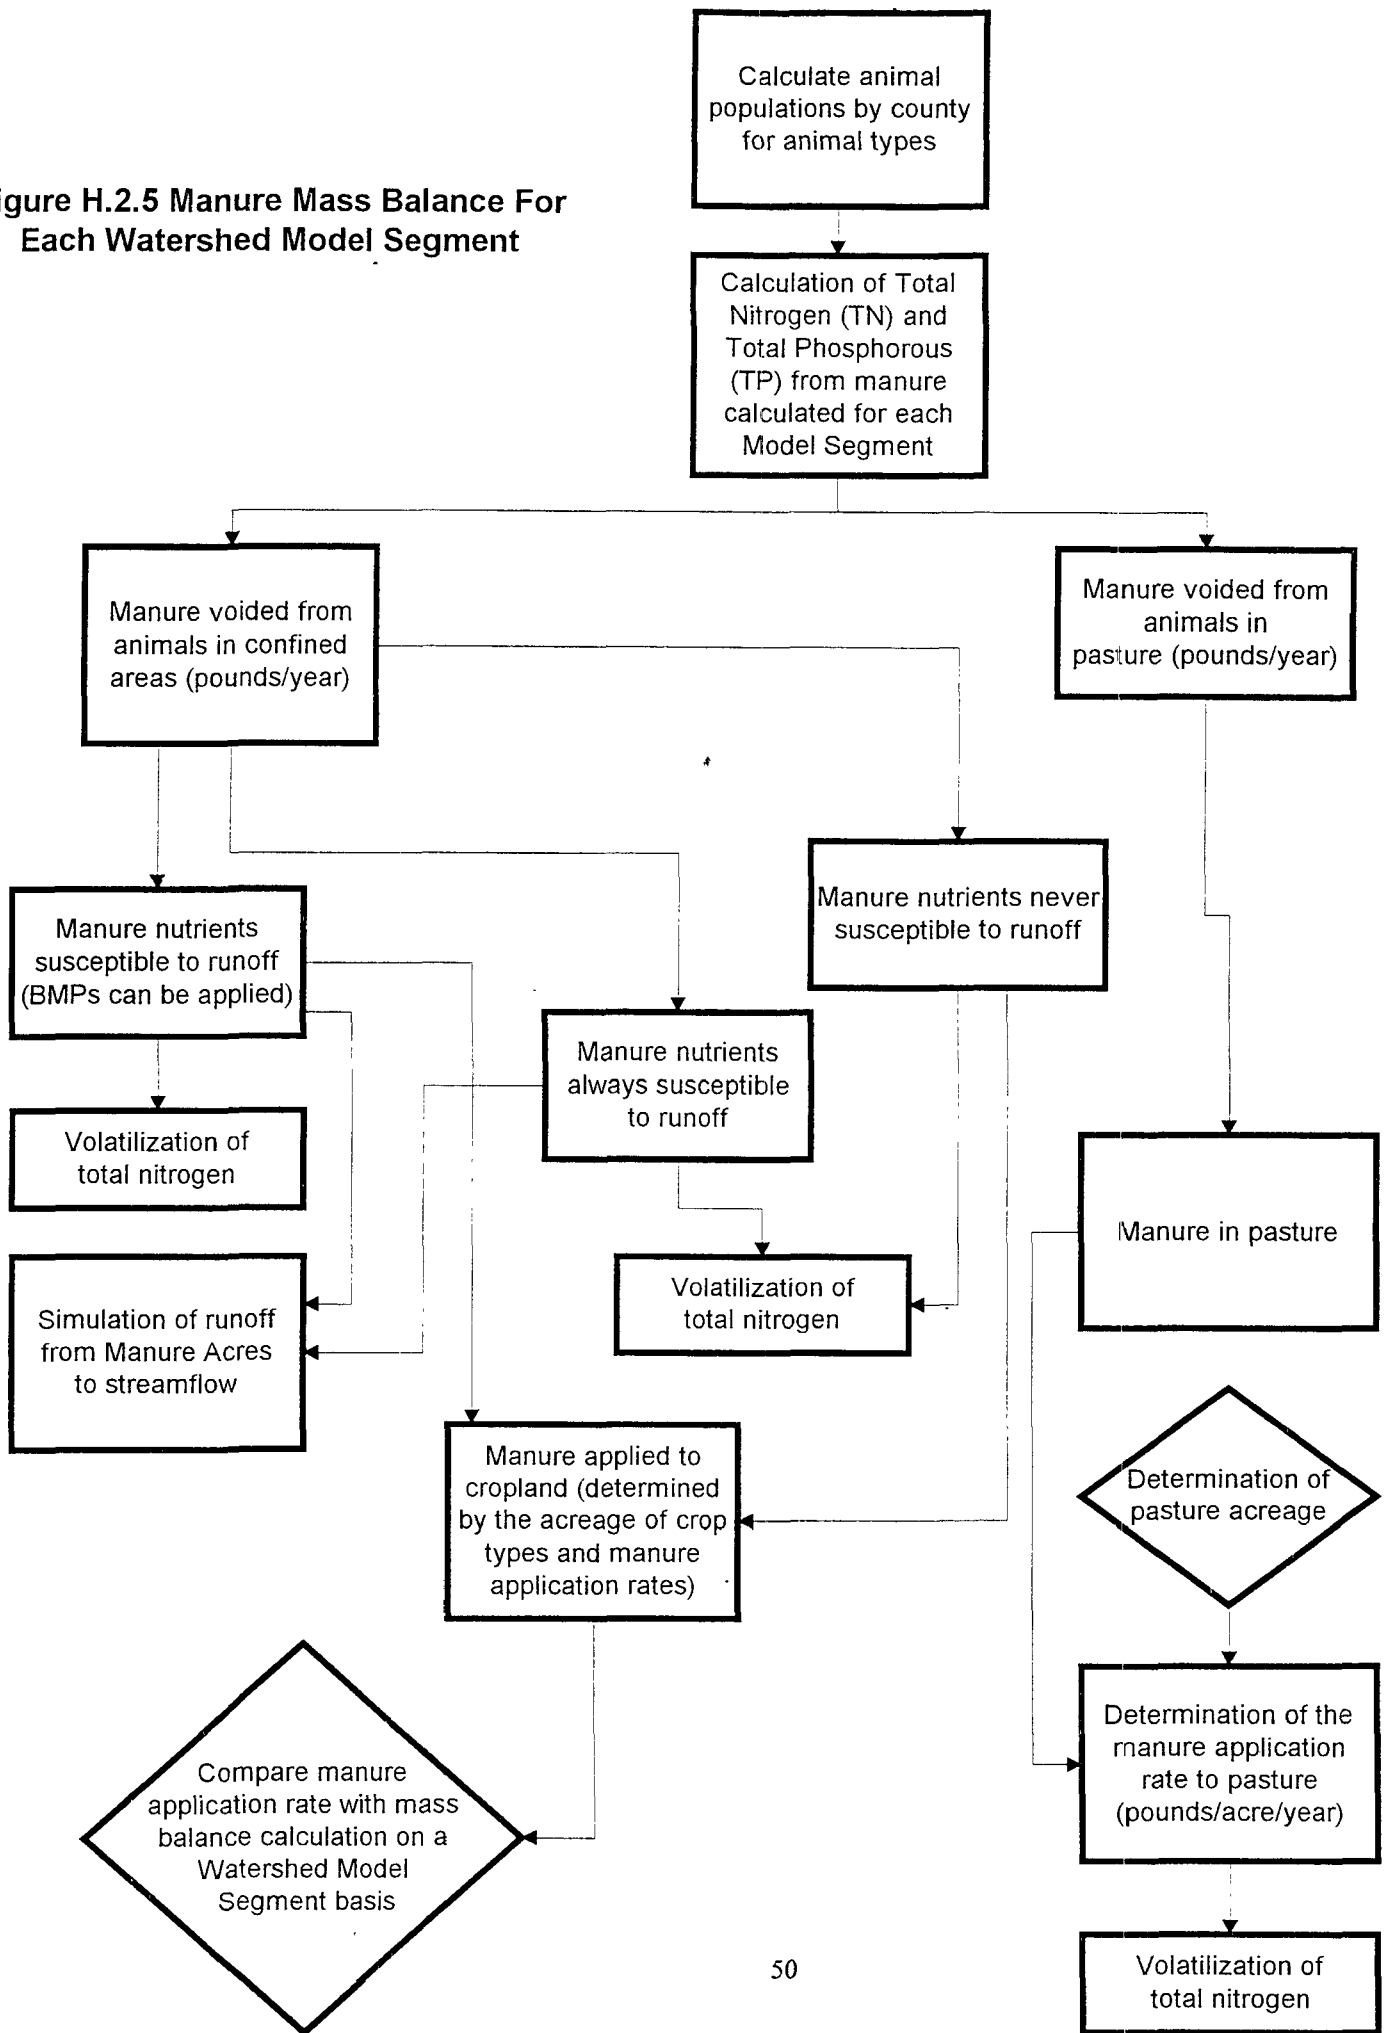 Calculate animal
populations by county
for animal types
igure H.2.5 Manure Mass Balance For
Each Watershed Model Segment
Calculation of Total
Nitrogen (TN) and
Total Phosphorous
(TP) from manure
calculated for each
Model Segment
Manure voided from
animals in confined
areas (pounds/year)
Manure voided from
animals in
pasture (pounds/year)
Manure nutrients never
susceptible to runoff
Manure nutrients
susceptible to runoff
(BMPs can be applied)
Manure nutrients
always susceptible
to runoff
Volatilization of
total nitrogen
Manure in pasture
Volatilization of
total nitrogen
Simulation of runoff
from Manure Acres
to streamflow
Manure applied to
cropland (determined
by the acreage of crop
types and manure
application rates)
Determination of
pasture acreage
Determination of the
manure application
rate to pasture
(pounds/acre/year)
Compare manure
application rate with mass
balance calculation on a
Watershed Model
Segment basis
Volatilization of
total nitrogen
50